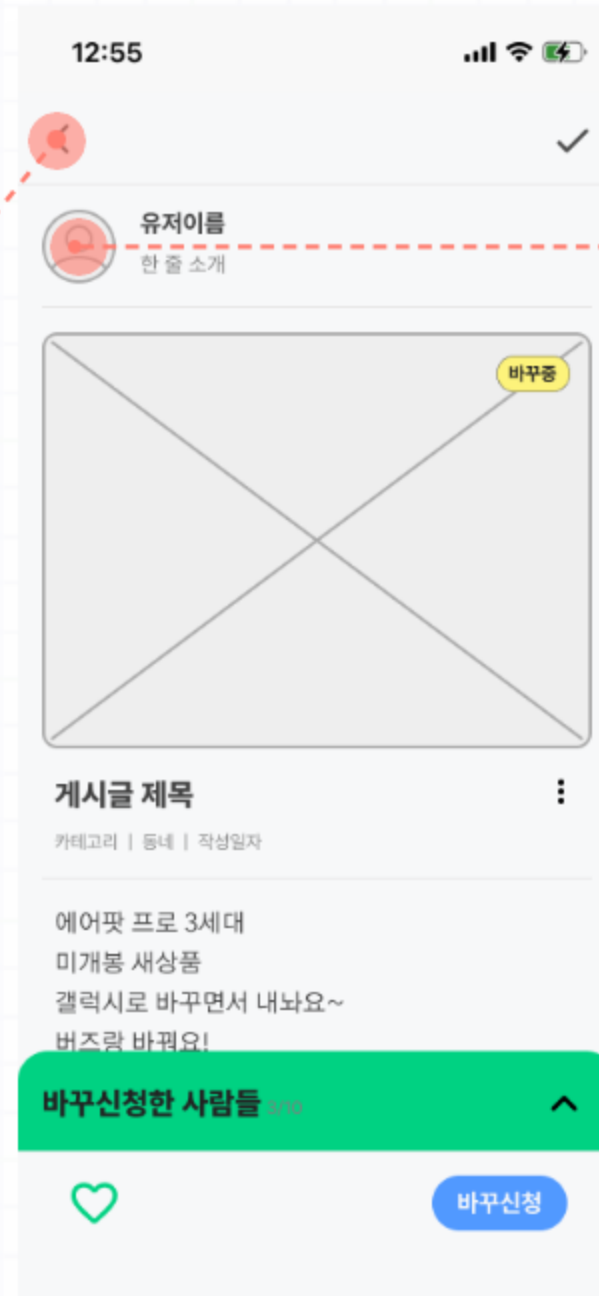 12:55
유저이름
한 줄 소개
바꾸중
게시글 제목
카테고리 | 동네 | 작성일자
에어팟 프로 3세대
미개봉 새상품
갤럭시로 바꾸면서 내놔요~
버즈랑 바꿔요!
바꾸신청한 사람들 3/10
바꾸신청